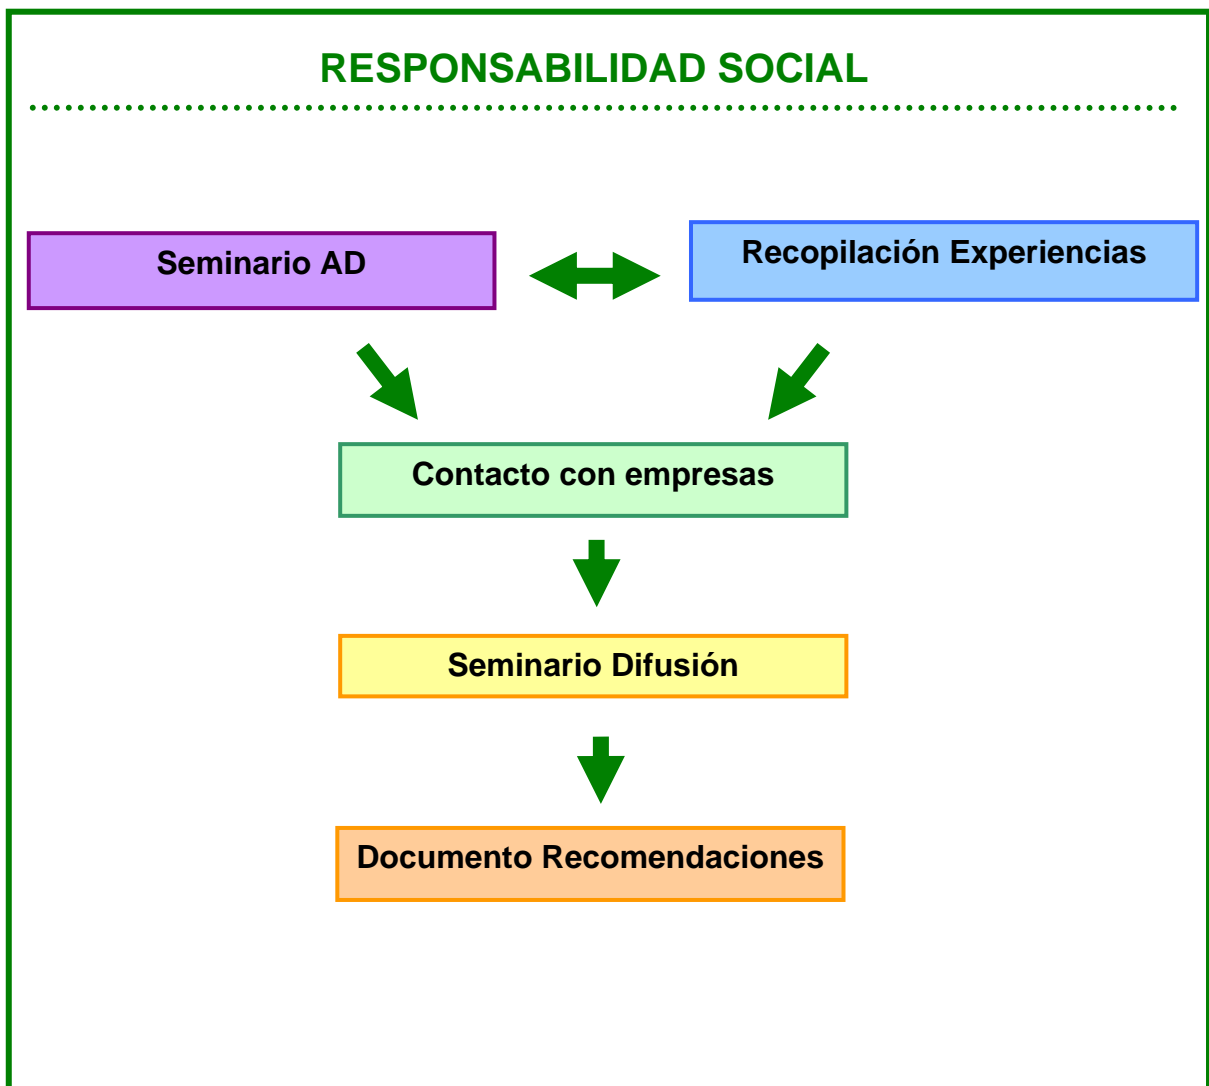 RESPONSABILIDAD SOCIAL
Seminario AD
Recopilación Experiencias
Contacto con empresas
Seminario Difusión
Documento Recomendaciones